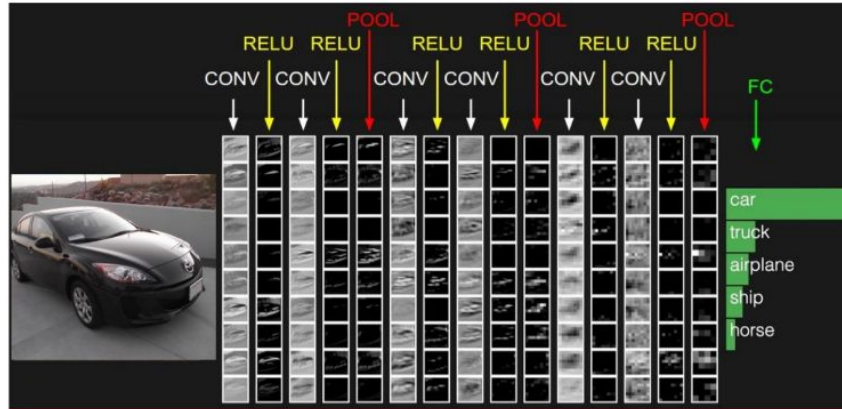 POOL POOL POOL
RELU RELU RELU RELU RELU RELU
CONV CONV CONV CONV CONV CONV
FC
car
truck
airplane
ship
horse